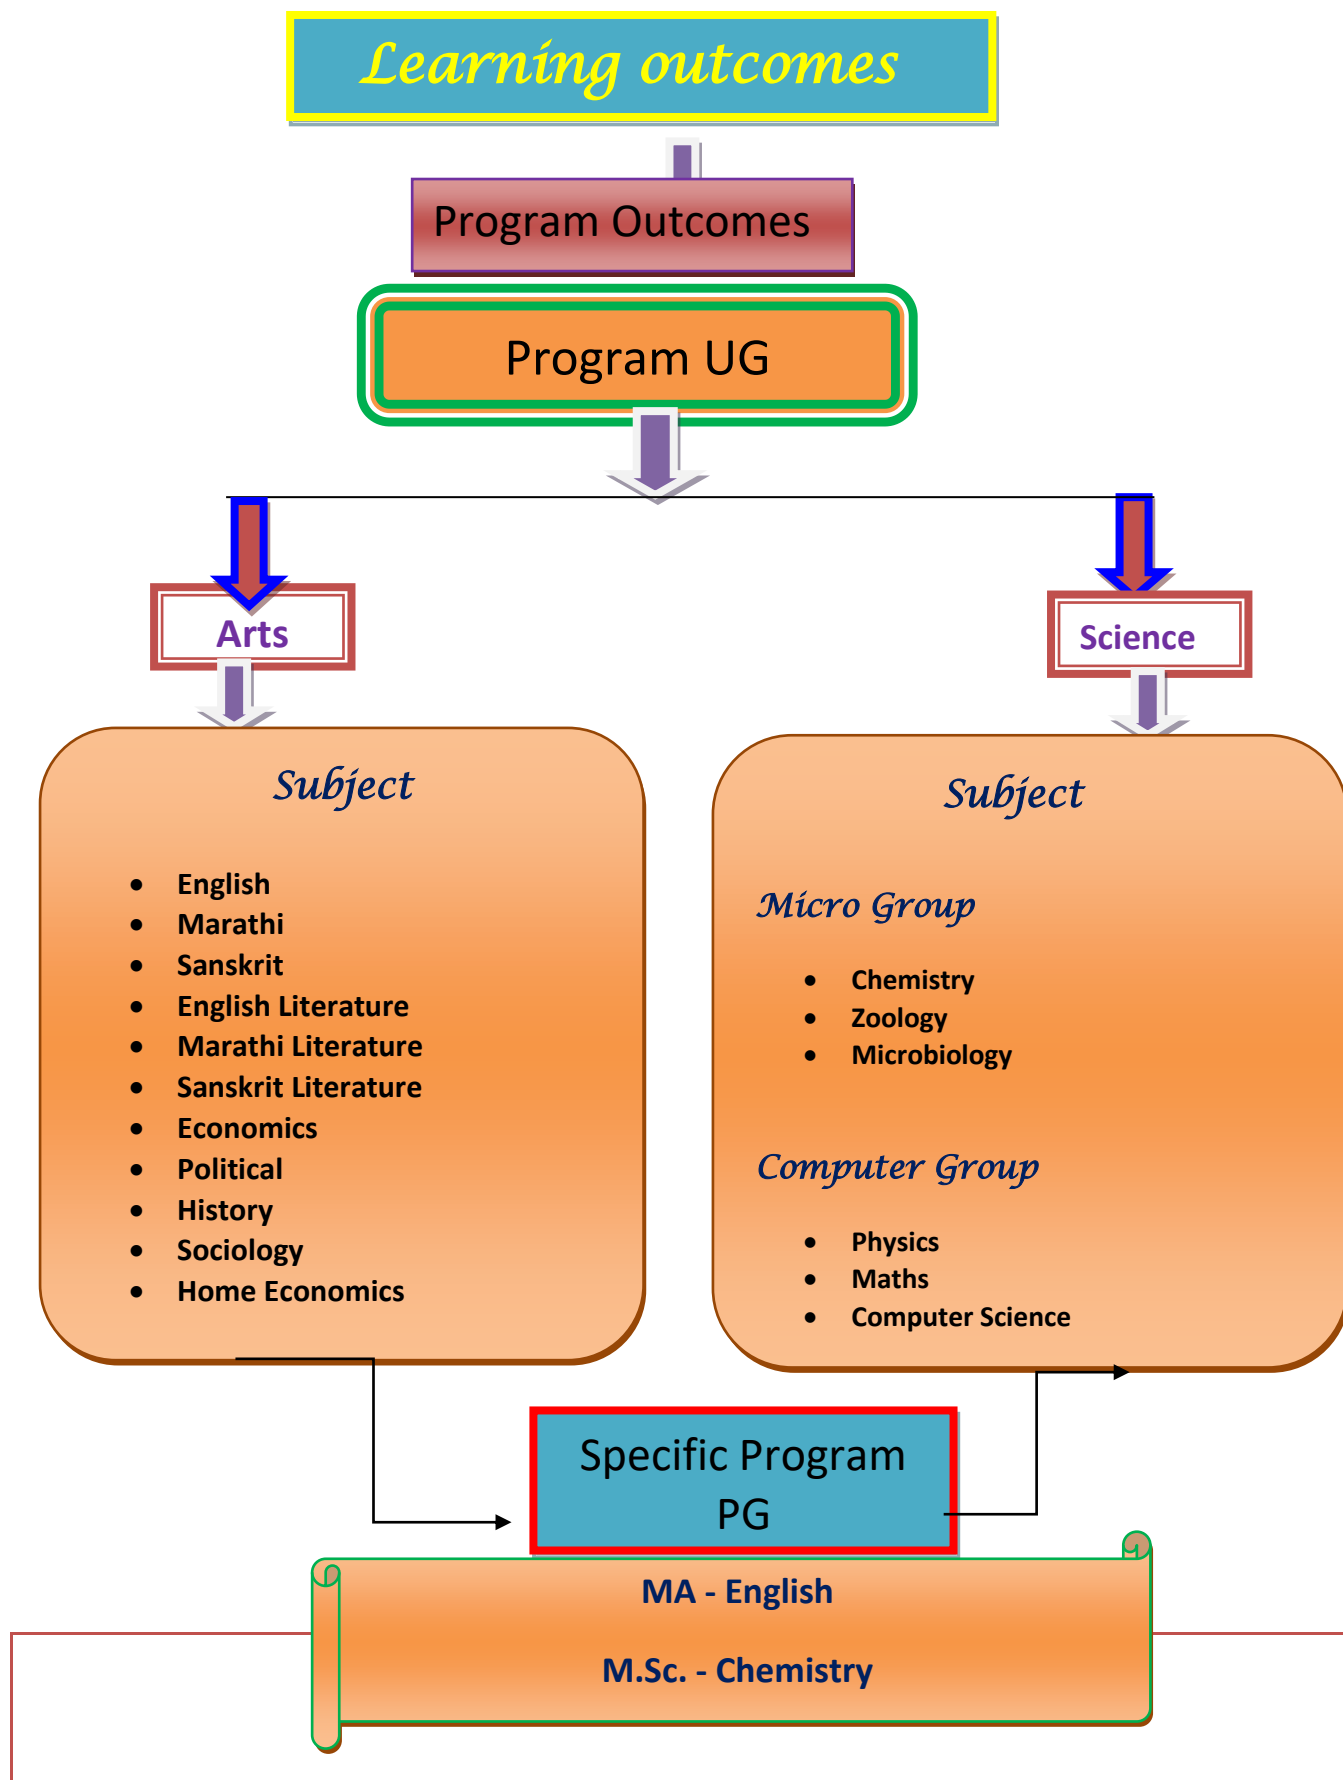 Learning outcomes
Program Outcomes
Program UG
Arts
Science
Subject
• English
• Marathi
• Sanskrit
• English Literature
• Marathi Literature
• Sanskrit Literature
• Economics
• Political
• History
• Sociology
• Home Economics
Subject
Micro Group
• Chemistry
• Zoology
• Microbiology
Computer Group
• Physics
• Maths
• Computer Science
Specific Program
PG
MA - English
M.Sc. - Chemistry